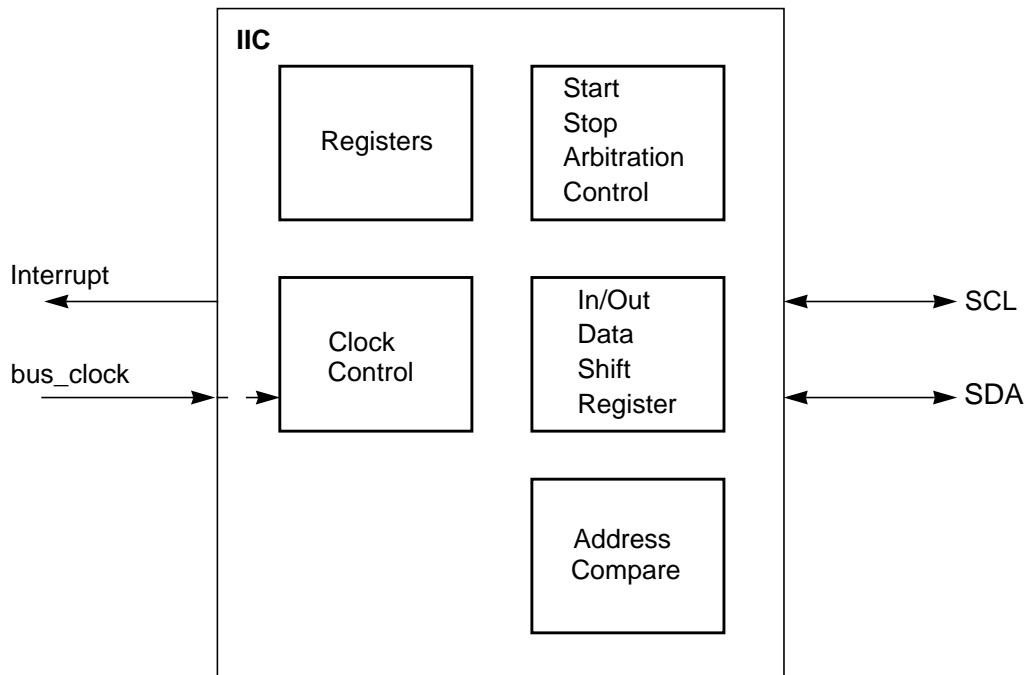 IIC
Registers
Start
Stop
Arbitration
Control
Interrupt
bus_clock
Clock
Control
In/Out
Data
Shift
Register
SCL
SDA
Address
Compare